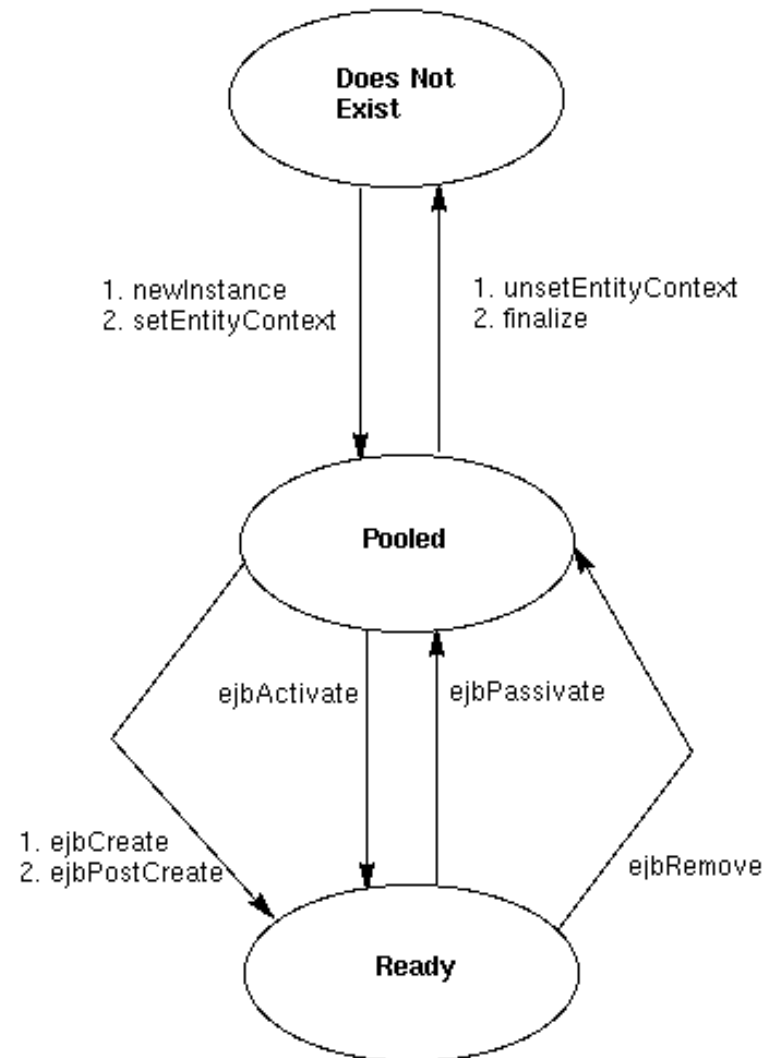 Does Not
Exist
1. newInstance
2. setEntityContext
1. unsetEntityContext
2. finalize
Pooled
ejbActivate
ejbPassivate
1. ejbCreate
2. ejbPostCreate
ejbRemove
Ready